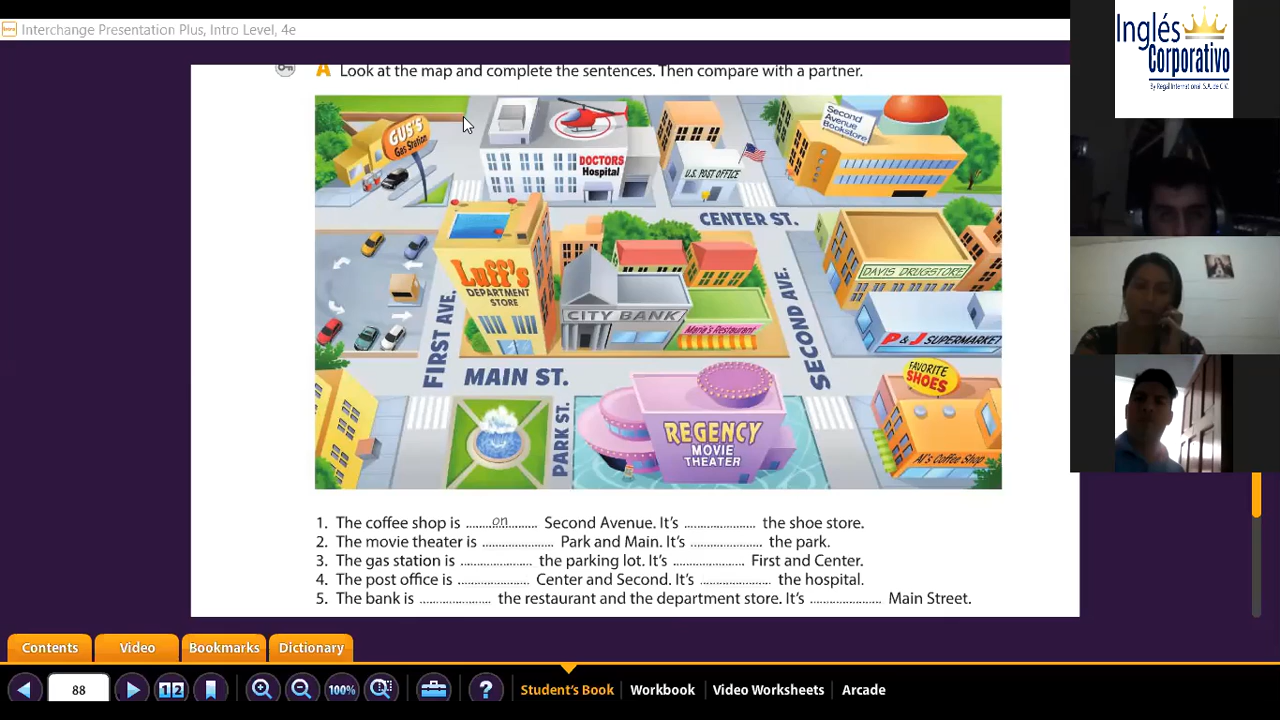 Interchange Presentation Plus, Intro Level, 4e
Inglés
Corporativo
By Regal International S.A. de C.V.
A Look at the map and complete the sentences. Then compare with a partner.
GUS'S
Gas Station
DOCTORS
Hospital
U.S. POST OFFICE
Second
Avenue
Bookstore
CENTER ST.
Luff's
DEPARTMENT
STORE
CITY BANK
Maria's Restaurant
DAVIS DRUGSTORE
P & J SUPERMARKET
FIRST AVE.
SECOND AVE.
MAIN ST.
PARK ST.
REGENCY
MOVIE
THEATER
FAVORITE
SHOES
Al's Coffee Shop
1. The coffee shop is ........on......... Second Avenue. It's .................... the shoe store.
2. The movie theater is .................... Park and Main. It's .................... the park.
3. The gas station is .................... the parking lot. It's .................... First and Center.
4. The post office is .................... Center and Second. It's .................... the hospital.
5. The bank is .................... the restaurant and the department store. It's .................... Main Street.
Contents Video Bookmarks Dictionary
88 12 100% ? Student's Book Workbook Video Worksheets Arcade